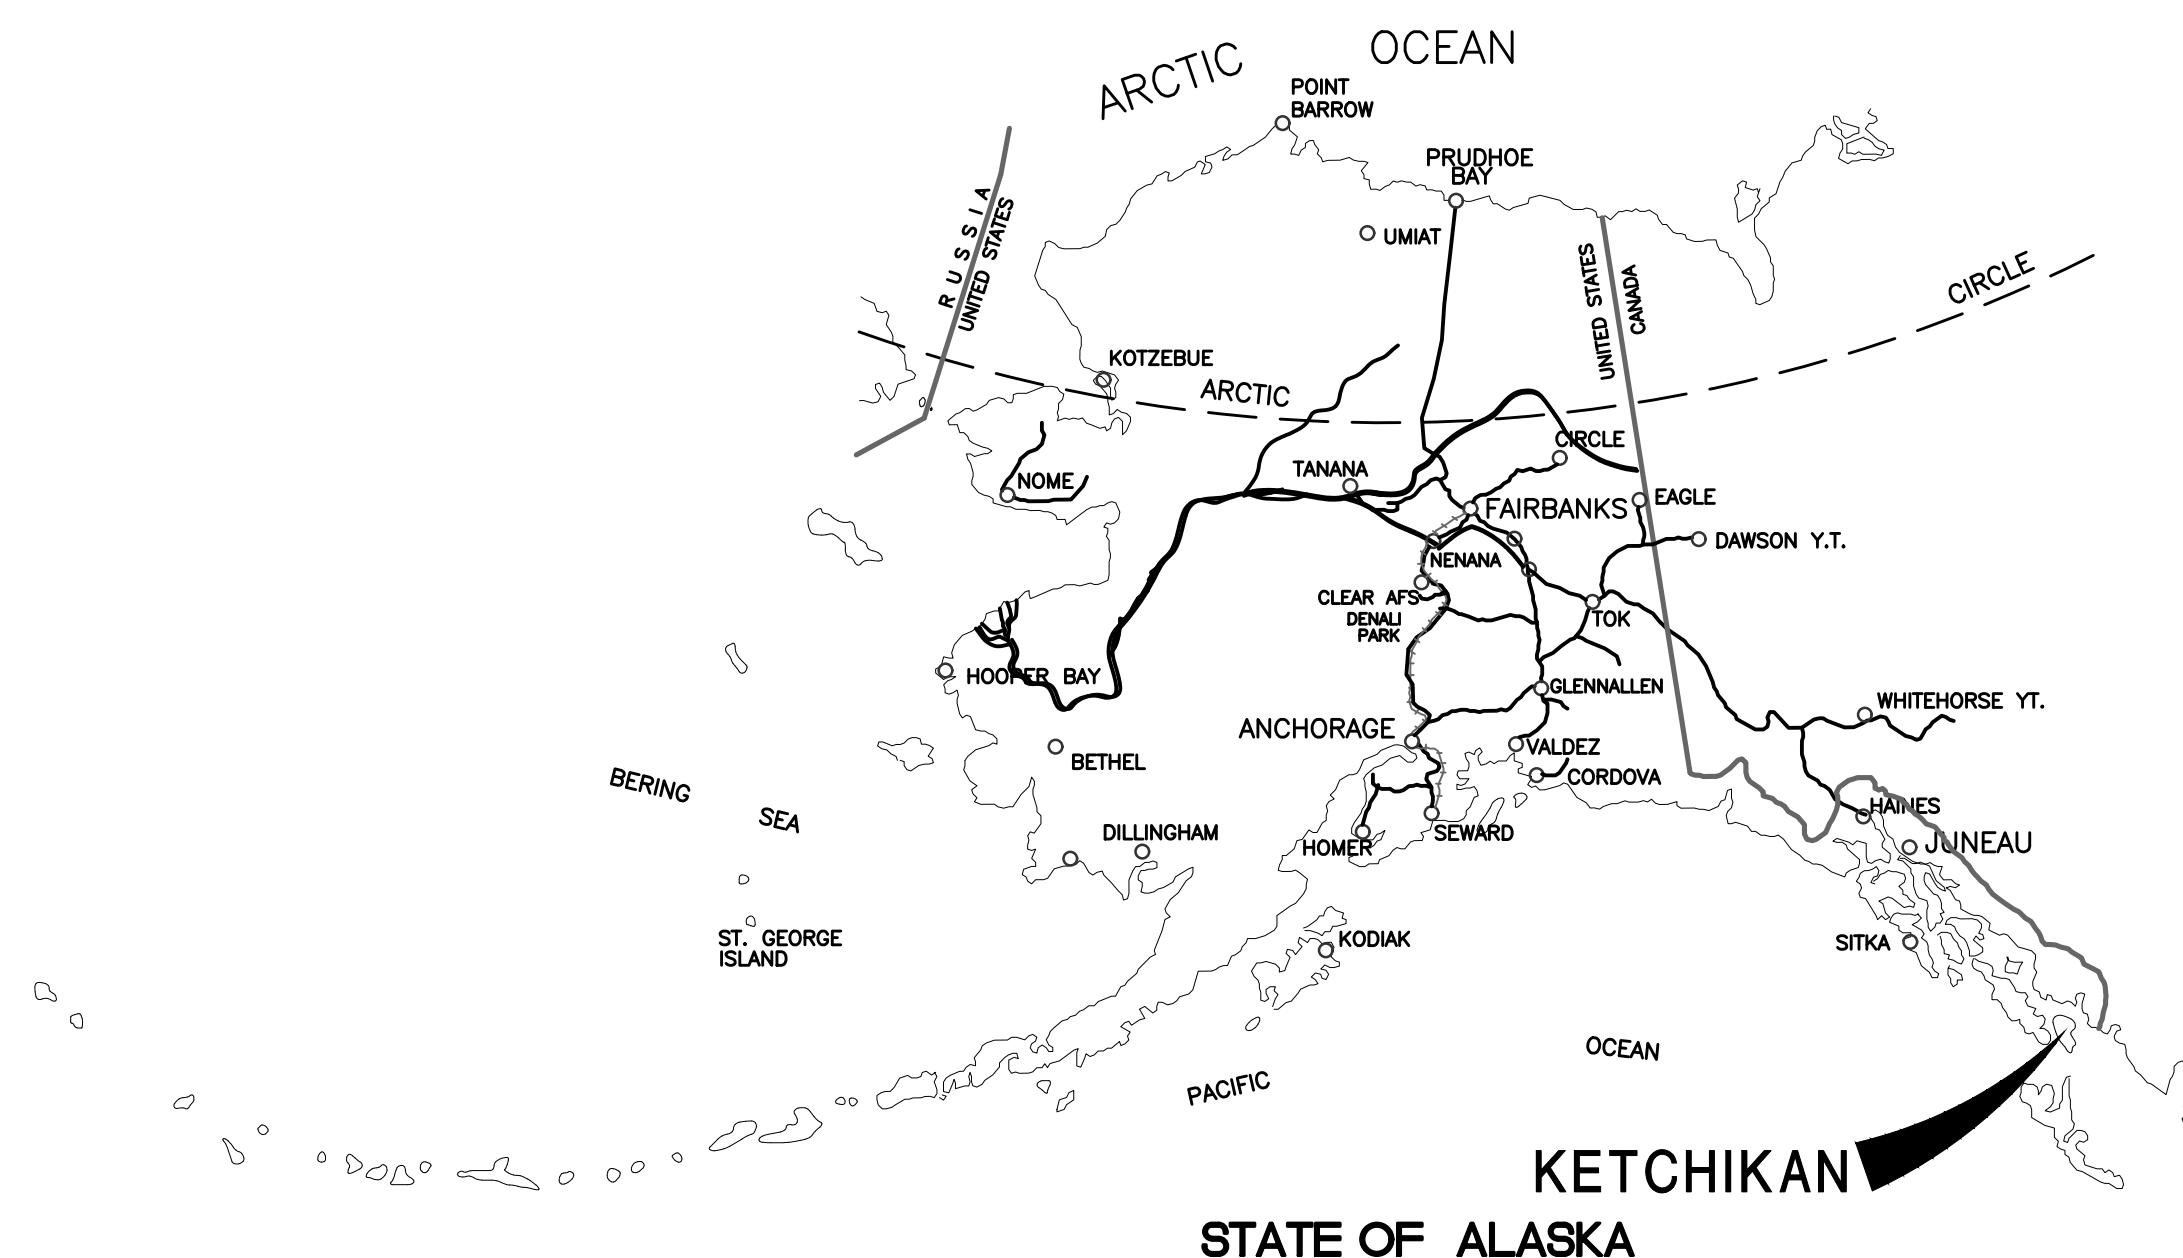 ARCTIC OCEAN
POINT
BARROW
PRUDHOE
BAY
UMIAT
RUSSIA
UNITED STATES
UNITED STATES
CANADA
CIRCLE
KOTZEBUE
ARCTIC
CIRCLE
TANANA
NOME
FAIRBANKS
EAGLE
DAWSON Y.T.
NENANA
CLEAR AFS
DENALI
PARK
TOK
HOOPER BAY
GLENNALLEN
WHITEHORSE YT.
ANCHORAGE
VALDEZ
BETHEL
CORDOVA
BERING SEA
HAINES
DILLINGHAM
SEWARD
HOMER
JUNEAU
ST. GEORGE
ISLAND
KODIAK
SITKA
PACIFIC OCEAN
KETCHIKAN
STATE OF ALASKA